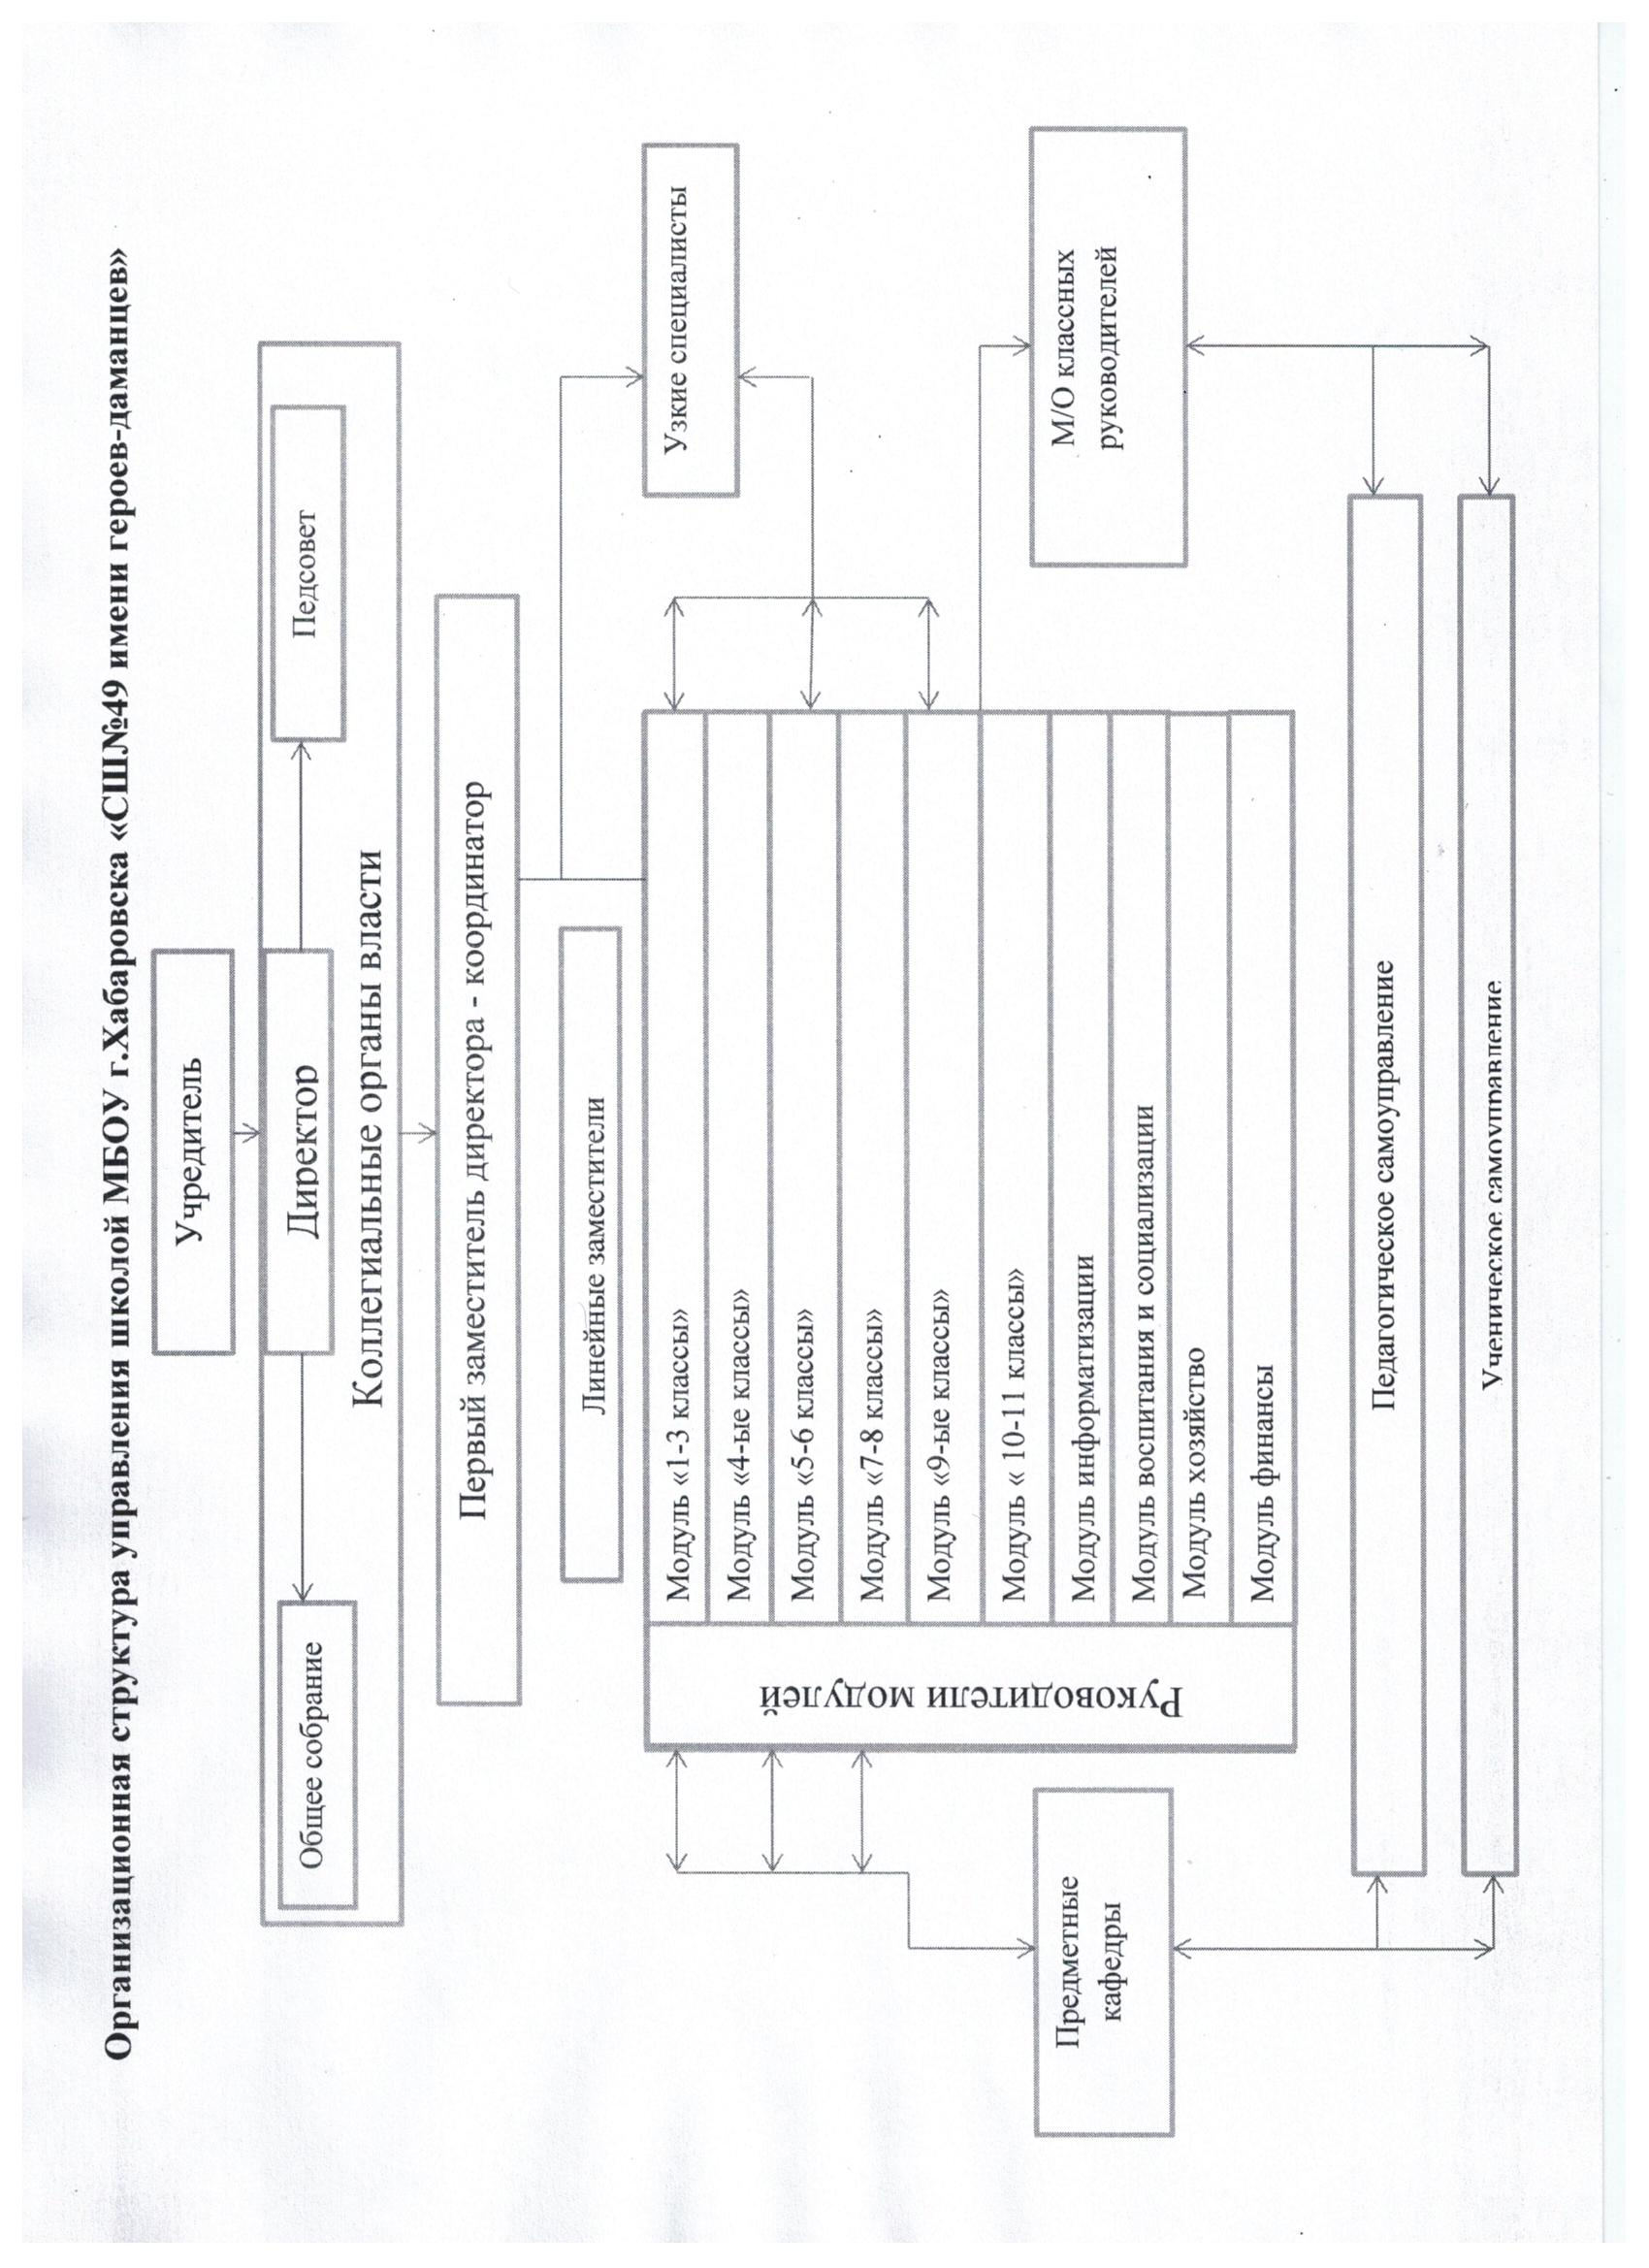 Организационная структура управления школой МБОУ г.Хабаровска «СШ№49 имени героев-даманцев»
Учредитель
Общее собрание
Директор
Педсовет
Коллегиальные органы власти
Первый заместитель директора - координатор
Линейные заместители
Узкие специалисты
Руководители модулей
Модуль «1-3 классы»
Модуль «4-ые классы»
Модуль «5-6 классы»
Модуль «7-8 классы»
Модуль «9-ые классы»
Модуль « 10-11 классы»
Модуль информатизации
Модуль воспитания и социализации
Модуль хозяйство
Модуль финансы
Предметные
кафедры
М/О классных
руководителей
Педагогическое самоуправление
Ученическое самоуправление